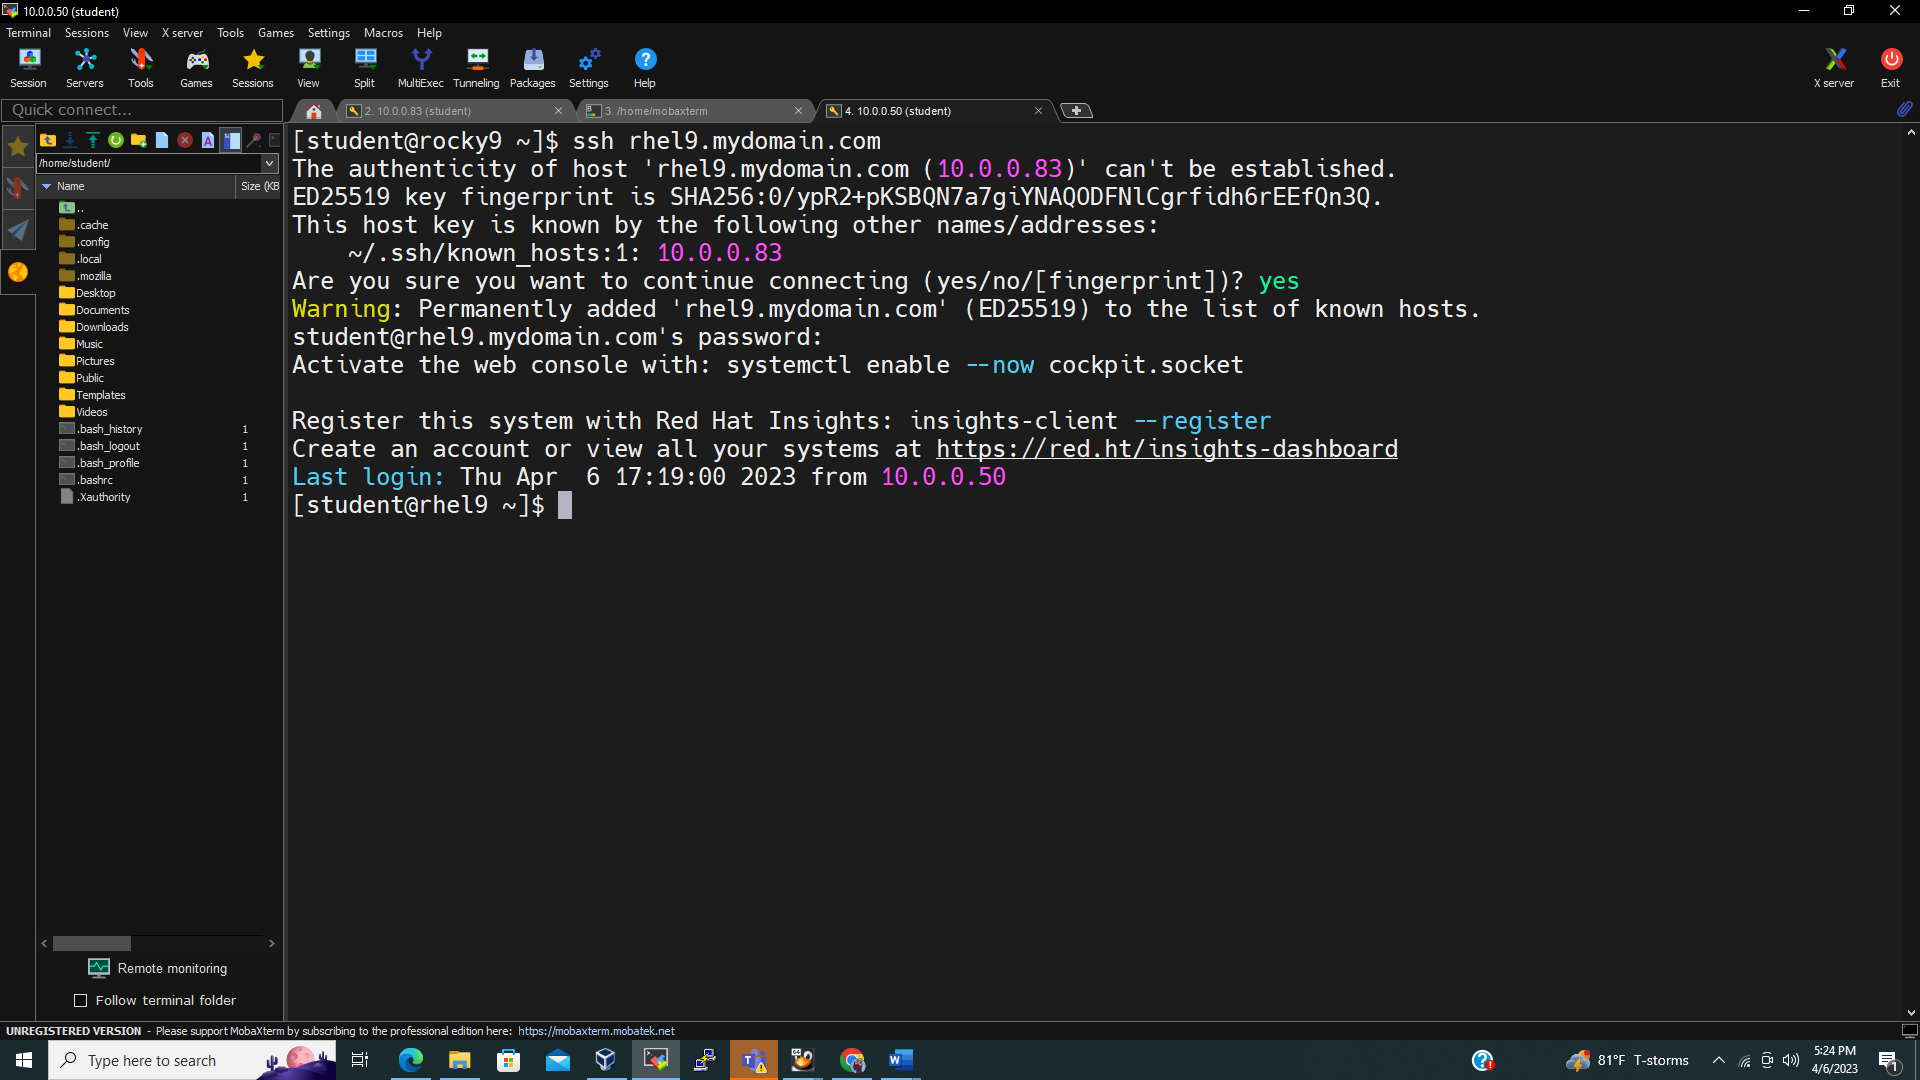 10.0.0.50 (student)
Terminal Sessions View X server Tools Games Settings Macros Help
Session Servers Tools Games Sessions View Split MultiExec Tunneling Packages Settings Help X server Exit
Quick connect...
2. 10.0.0.83 (student)
3. /home/mobaxterm
4. 10.0.0.50 (student)
/home/student/
Name Size (KB
..
.cache
.config
.local
.mozilla
Desktop
Documents
Downloads
Music
Pictures
Public
Templates
Videos
.bash_history 1
.bash_logout 1
.bash_profile 1
.bashrc 1
.Xauthority 1
Remote monitoring
Follow terminal folder
[student@rocky9 ~]$ ssh rhel9.mydomain.com
The authenticity of host 'rhel9.mydomain.com (10.0.0.83)' can't be established.
ED25519 key fingerprint is SHA256:0/ypR2+pKSBQN7a7giYNAQODFNlCgrfidh6rEEfQn3Q.
This host key is known by the following other names/addresses:
    ~/.ssh/known_hosts:1: 10.0.0.83
Are you sure you want to continue connecting (yes/no/[fingerprint])? yes
Warning: Permanently added 'rhel9.mydomain.com' (ED25519) to the list of known hosts.
student@rhel9.mydomain.com's password:
Activate the web console with: systemctl enable --now cockpit.socket
Register this system with Red Hat Insights: insights-client --register
Create an account or view all your systems at https://red.ht/insights-dashboard
Last login: Thu Apr  6 17:19:00 2023 from 10.0.0.50
[student@rhel9 ~]$
UNREGISTERED VERSION - Please support MobaXterm by subscribing to the professional edition here: https://mobaxterm.mobatek.net
Type here to search
81°F T-storms
5:24 PM
4/6/2023
1